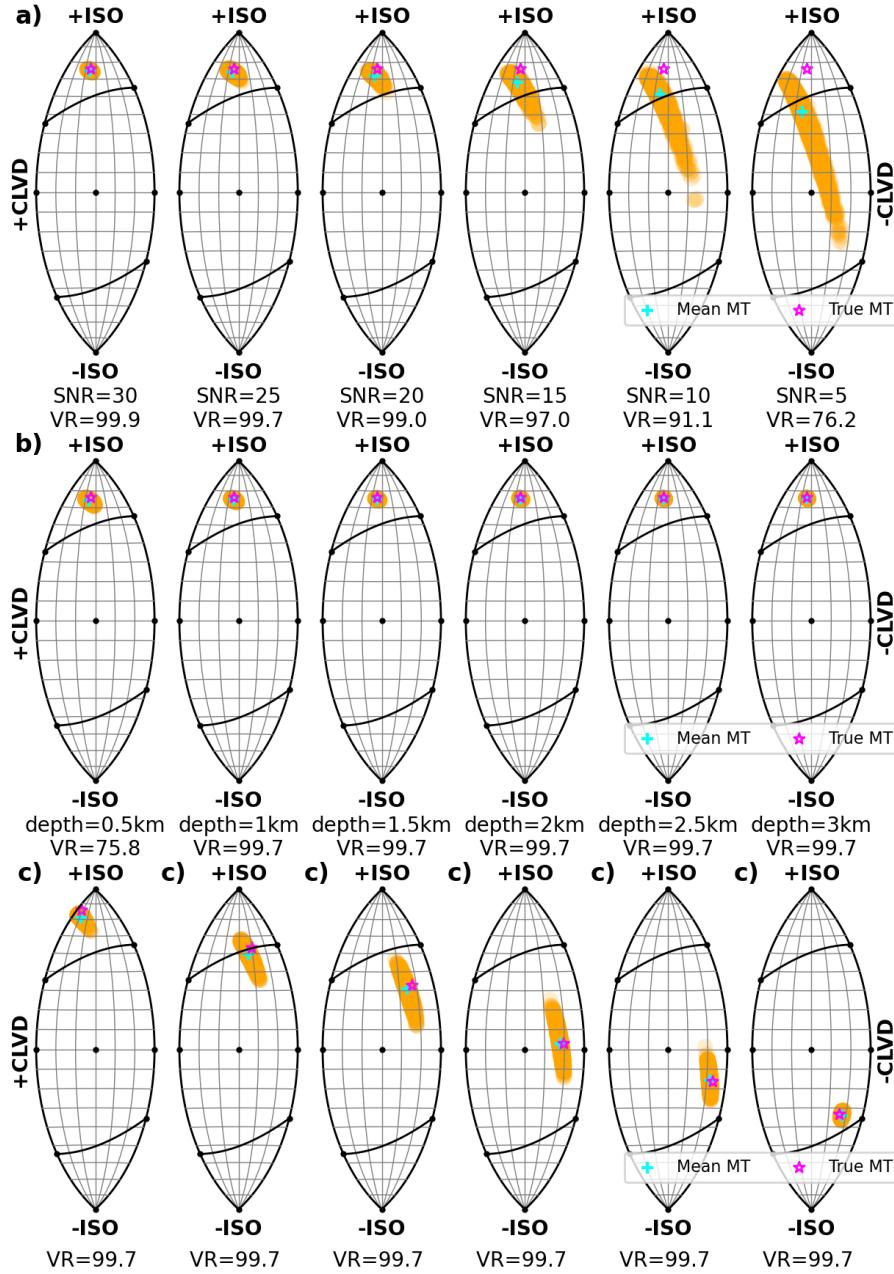 a) +ISO +ISO +ISO +ISO +ISO +ISO
+CLVD
-CLVD
Mean MT True MT
-ISO -ISO -ISO -ISO -ISO -ISO
SNR=30 SNR=25 SNR=20 SNR=15 SNR=10 SNR=5
VR=99.9 VR=99.7 VR=99.0 VR=97.0 VR=91.1 VR=76.2
b) +ISO +ISO +ISO +ISO +ISO +ISO
+CLVD
-CLVD
Mean MT True MT
-ISO -ISO -ISO -ISO -ISO -ISO
depth=0.5km depth=1km depth=1.5km depth=2km depth=2.5km depth=3km
VR=75.8 VR=99.7 VR=99.7 VR=99.7 VR=99.7 VR=99.7
c) +ISO c) +ISO c) +ISO c) +ISO c) +ISO c) +ISO
+CLVD
-CLVD
Mean MT True MT
-ISO -ISO -ISO -ISO -ISO -ISO
VR=99.7 VR=99.7 VR=99.7 VR=99.7 VR=99.7 VR=99.7